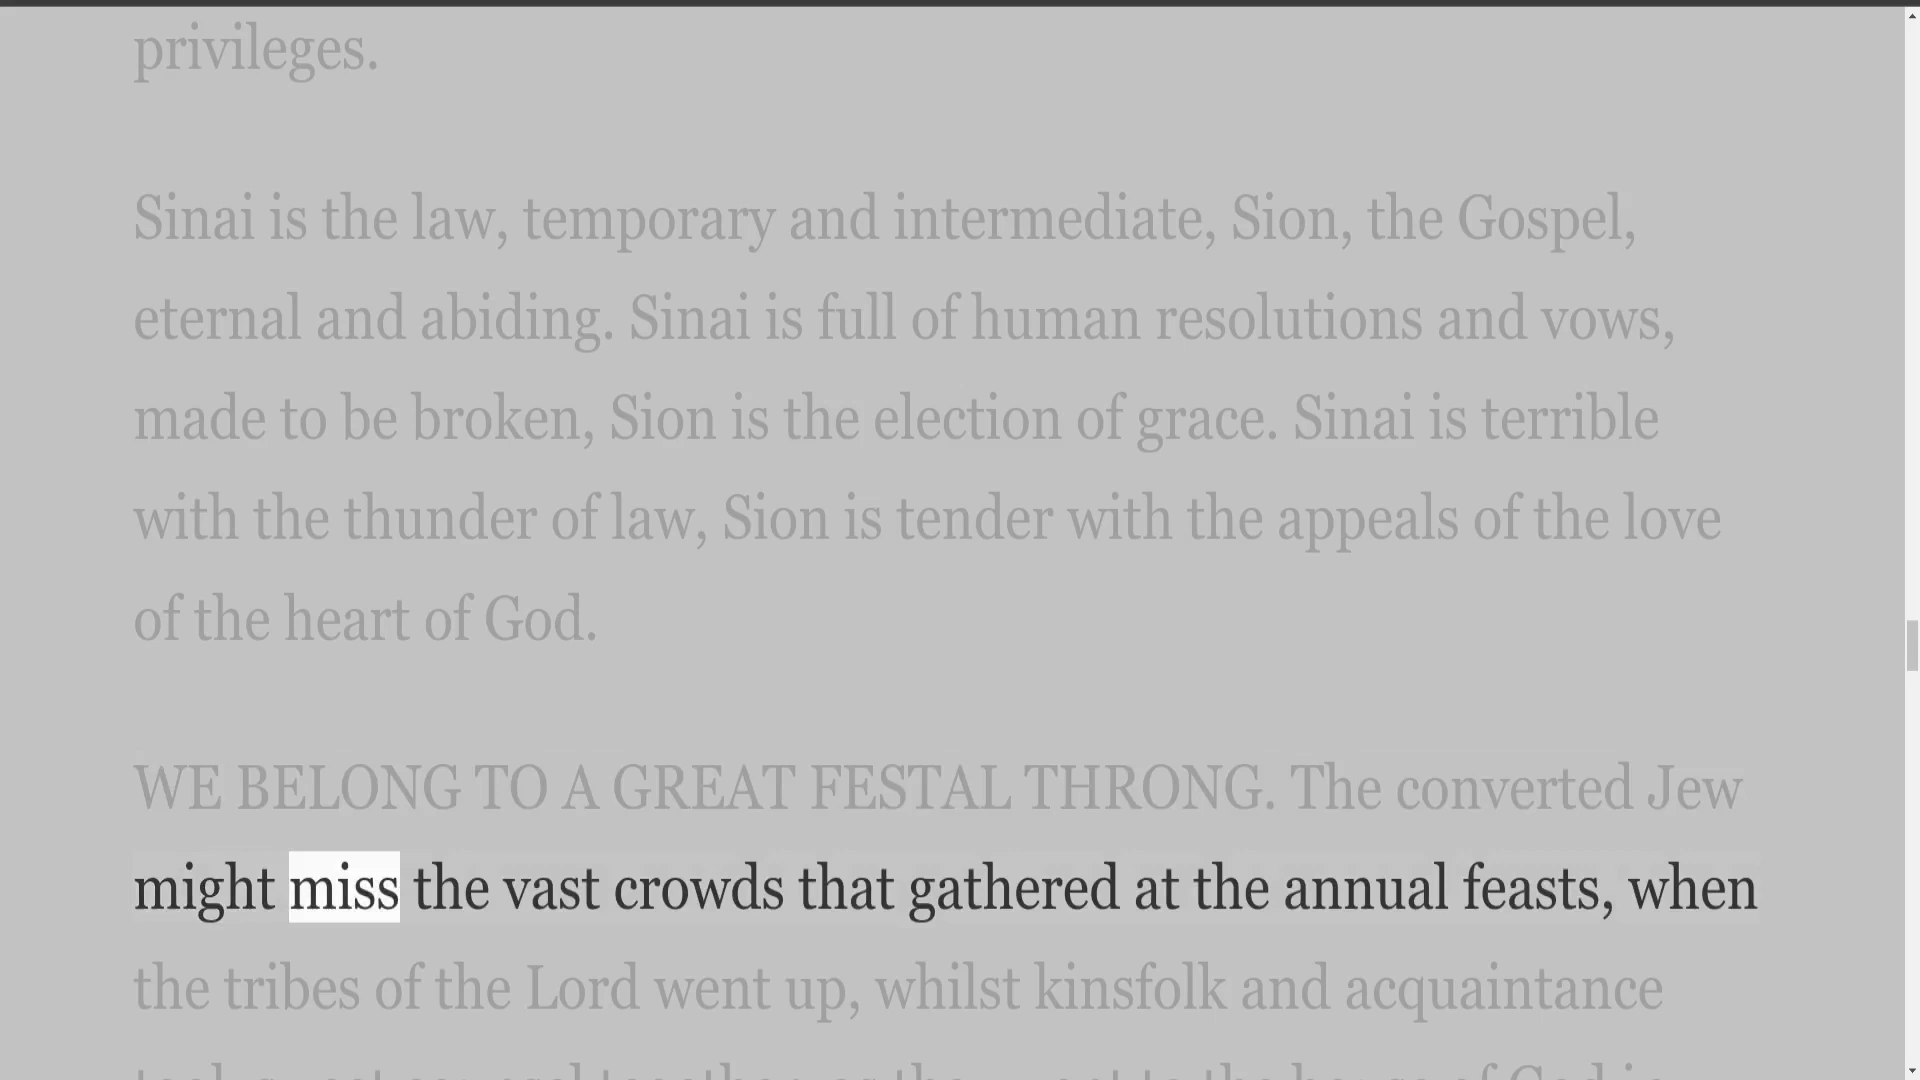 privileges.
Sinai is the law, temporary and intermediate, Sion, the Gospel,
eternal and abiding. Sinai is full of human resolutions and vows,
made to be broken, Sion is the election of grace. Sinai is terrible
with the thunder of law, Sion is tender with the appeals of the love
of the heart of God.
WE BELONG TO A GREAT FESTAL THRONG. The converted Jew
might miss the vast crowds that gathered at the annual feasts, when
the tribes of the Lord went up, whilst kinsfolk and acquaintance